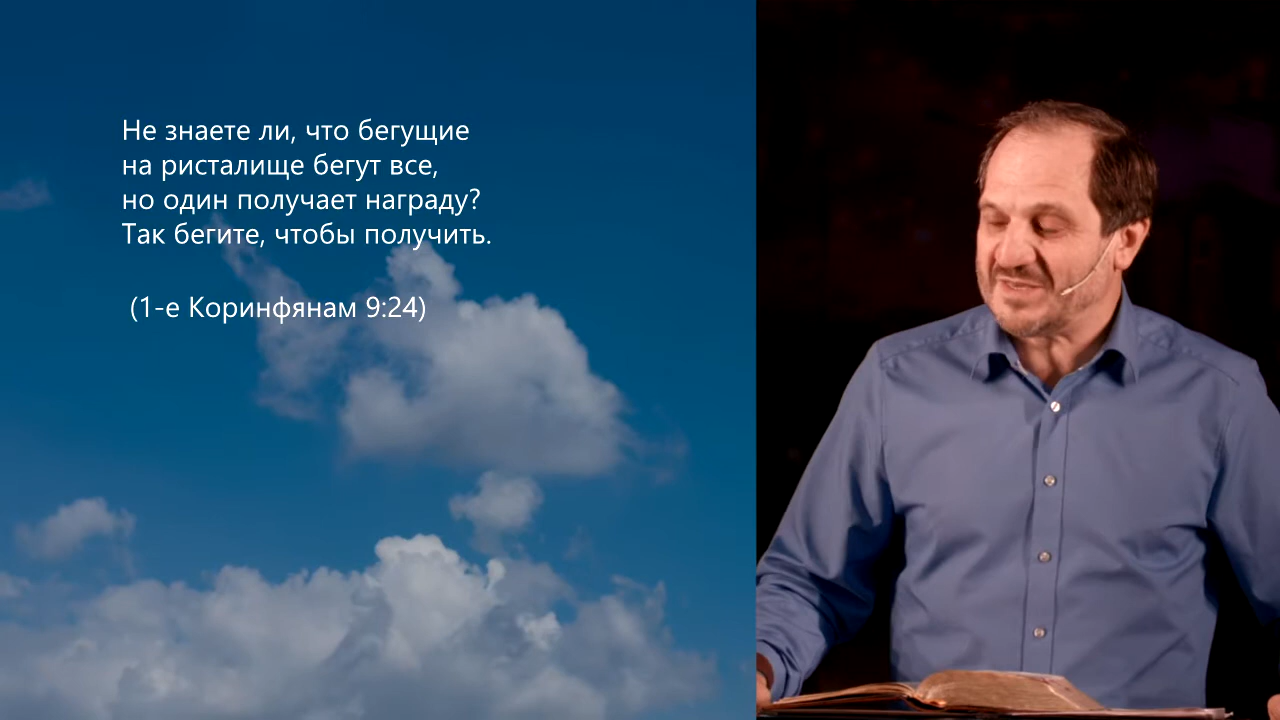 Не знаете ли, что бегущие
на ристалище бегут все,
но один получает награду?
Так бегите, чтобы получить.
(1-е Коринфянам 9:24)